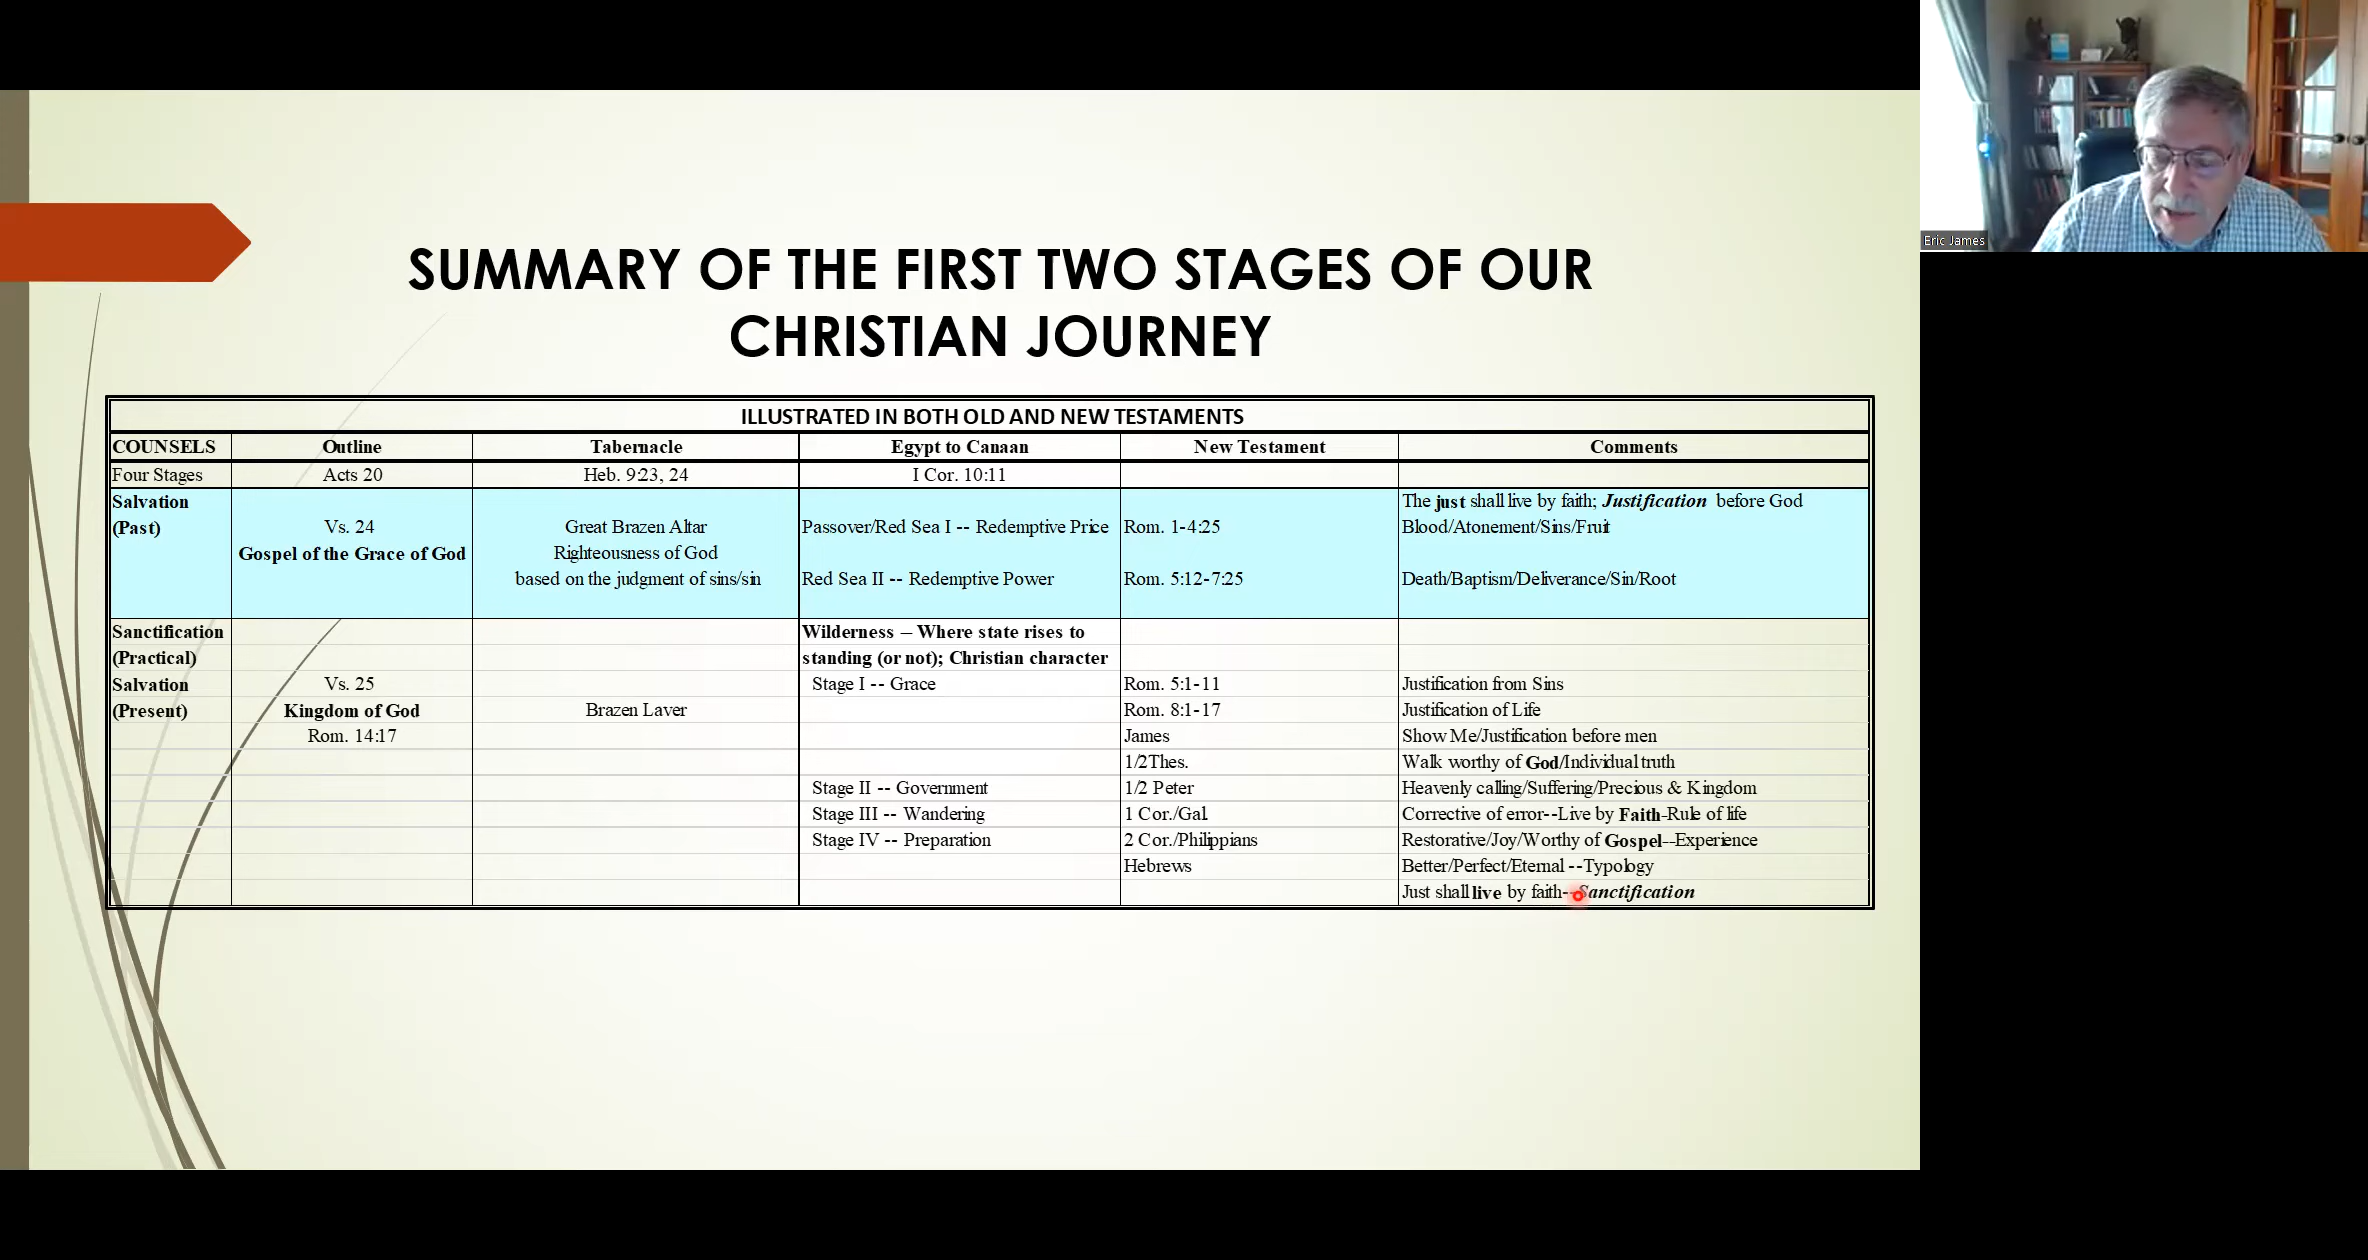 SUMMARY OF THE FIRST TWO STAGES OF OUR
CHRISTIAN JOURNEY
ILLUSTRATED IN BOTH OLD AND NEW TESTAMENTS
COUNSELS Outline Tabernacle Egypt to Canaan New Testament Comments
Four Stages Acts 20 Heb. 9:23, 24 I Cor. 10:11
Salvation The just shall live by faith; Justification before God
(Past) Vs. 24 Great Brazen Altar Passover/Red Sea I -- Redemptive Price Rom. 1-4:25 Blood/Atonement/Sins/Fruit
Gospel of the Grace of God Righteousness of God
based on the judgment of sins/sin Red Sea II -- Redemptive Power Rom. 5:12-7:25 Death/Baptism/Deliverance/Sin/Root
Sanctification Wilderness – Where state rises to
(Practical) standing (or not); Christian character
Salvation Vs. 25 Stage I -- Grace Rom. 5:1-11 Justification from Sins
(Present) Kingdom of God Brazen Laver Rom. 8:1-17 Justification of Life
Rom. 14:17 James Show Me/Justification before men
1/2Thes. Walk worthy of God/Individual truth
Stage II -- Government 1/2 Peter Heavenly calling/Suffering/Precious & Kingdom
Stage III -- Wandering 1 Cor./Gal. Corrective of error--Live by Faith-Rule of life
Stage IV -- Preparation 2 Cor./Philippians Restorative/Joy/Worthy of Gospel--Experience
Hebrews Better/Perfect/Eternal --Typology
Just shall live by faith--Sanctification
Eric James